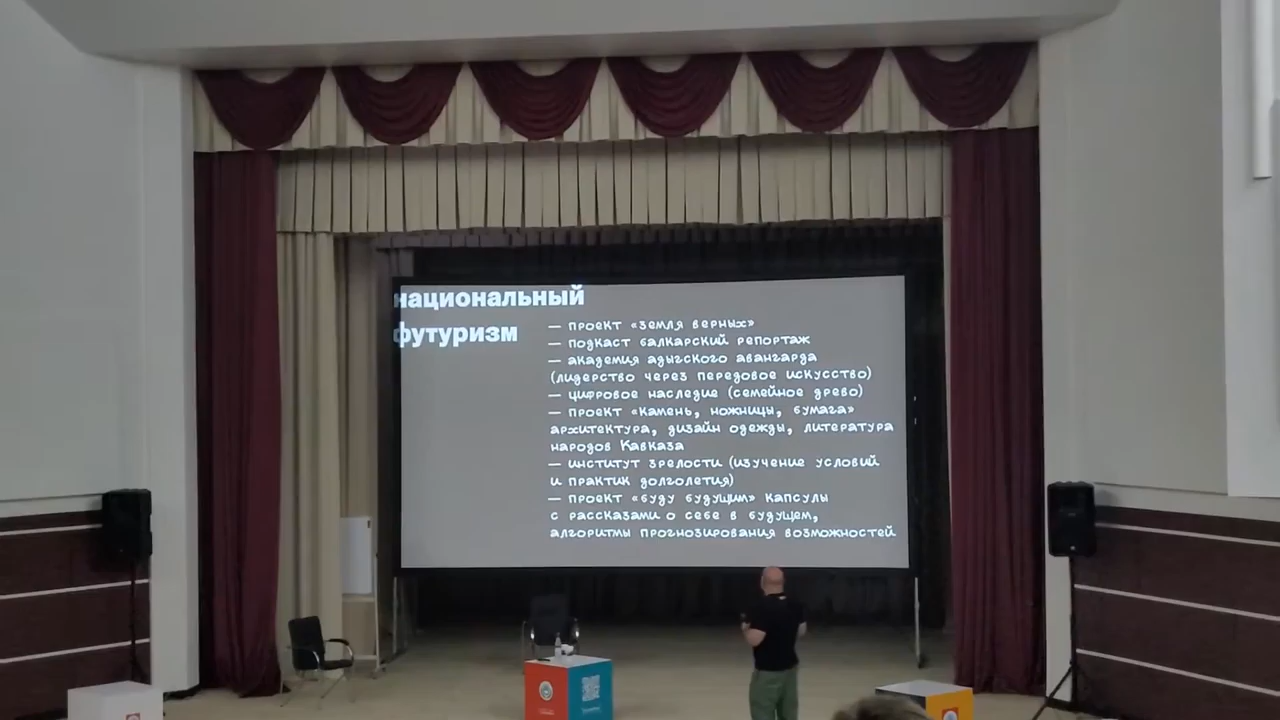 национальный
футуризм
— проект «земля верных»
— подкаст балкарский репортаж
— академия адыгского авангарда
(лидерство через передовое искусство)
— цифровое наследие (семейное древо)
— проект «камень, ножницы, бумага»
архитектура, дизайн одежды, литература
народов Кавказа
— институт зрелости (изучение условий
и практик долголетия)
— проект «буду будущим» капсулы
с рассказами о себе в будущем,
алгоритмы прогнозирования возможностей